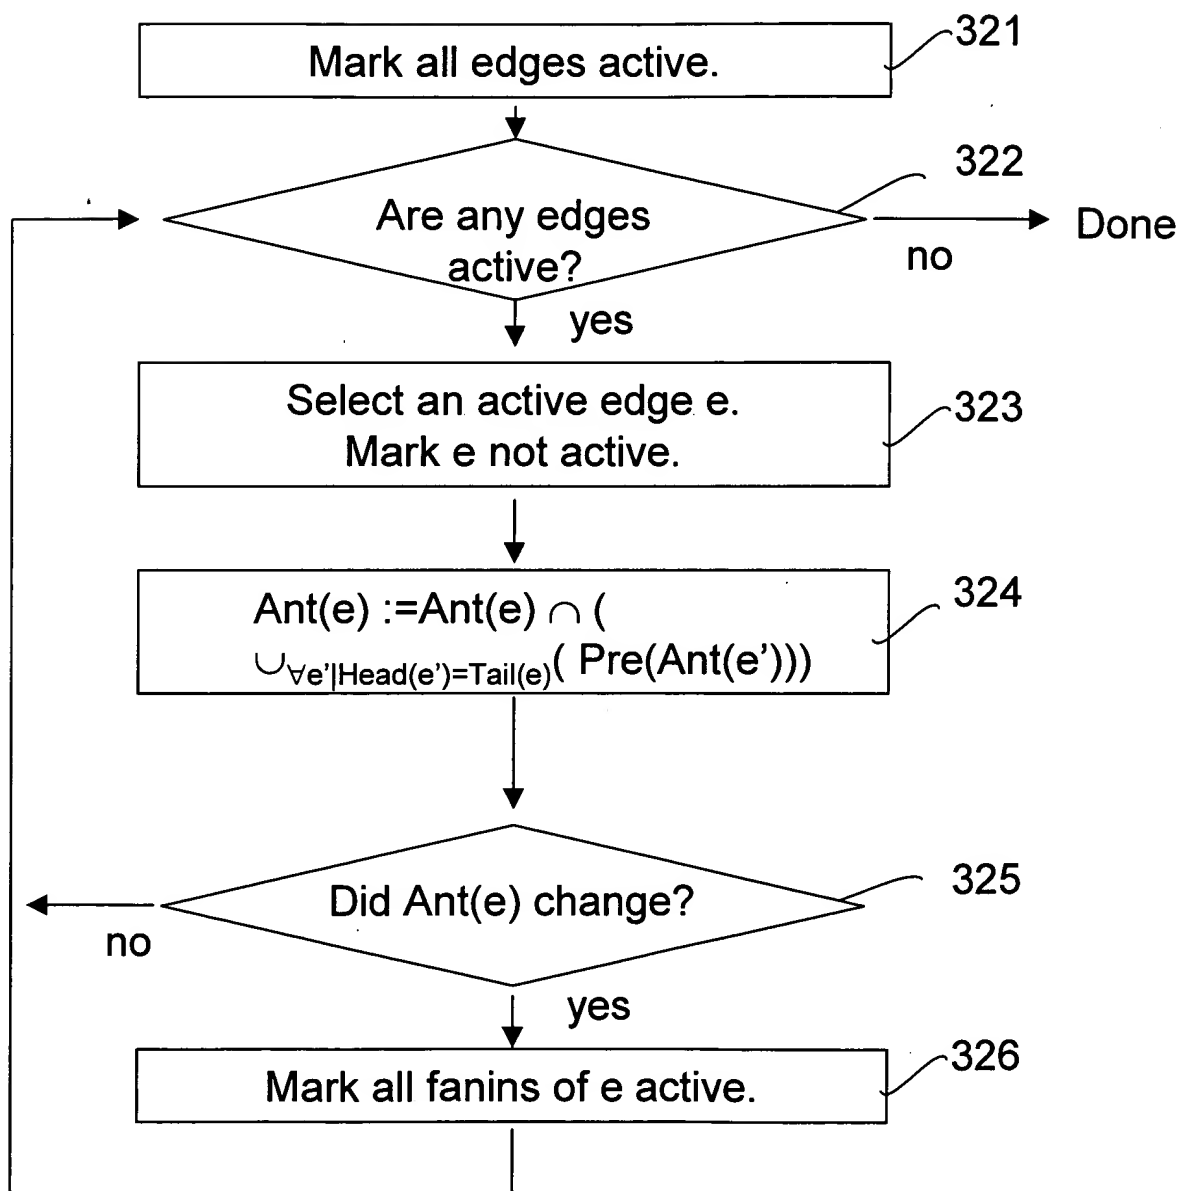 Mark all edges active.
321
Are any edges
active?
322
no
Done
yes
Select an active edge e.
Mark e not active.
323
Ant(e) :=Ant(e) ∩ (
∪∀e'|Head(e')=Tail(e)( Pre(Ant(e')))
324
Did Ant(e) change?
325
no
yes
Mark all fanins of e active.
326